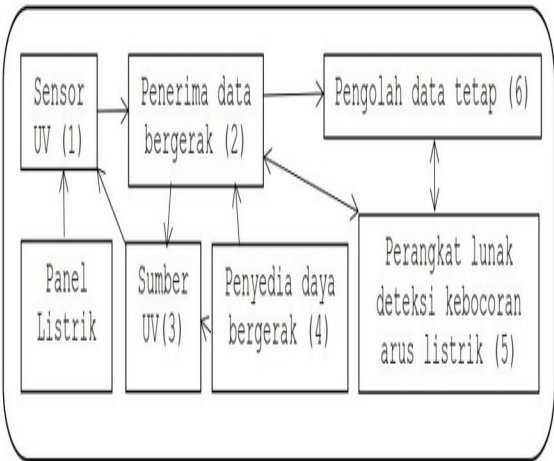 Sensor
UV (1)
Penerima data
bergerak (2)
Pengolah data tetap (6)
Panel
Listrik
Sumber
UV(3)
Penyedia daya
bergerak (4)
Perangkat lunak
deteksi kebocoran
arus listrik (5)